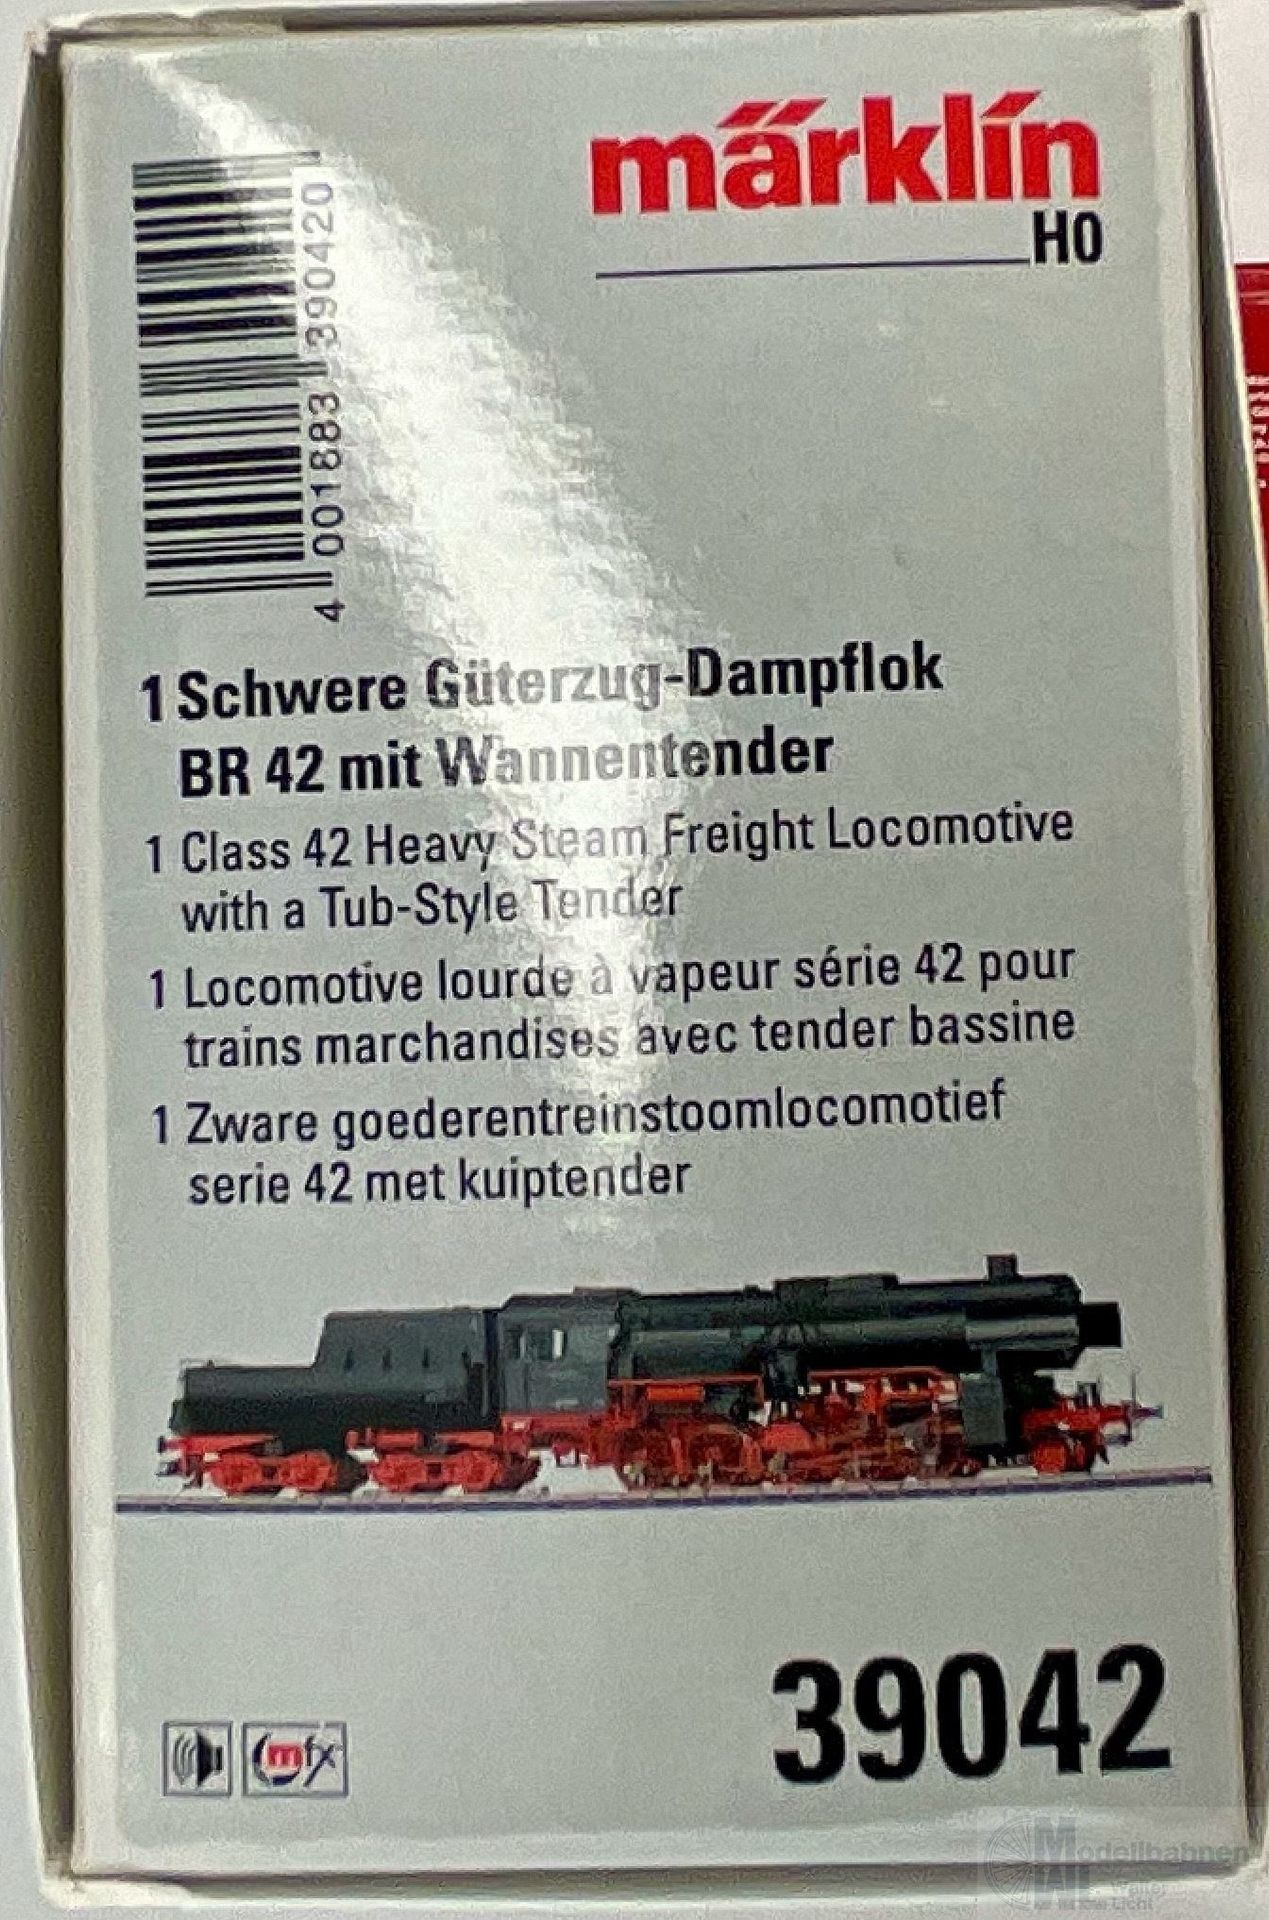 märklín
H0
4 001883 390420
1 Schwere Güterzug-Dampflok
BR 42 mit Wannentender
1 Class 42 Heavy Steam Freight Locomotive
with a Tub-Style Tender
1 Locomotive lourde à vapeur série 42 pour
trains marchandises avec tender bassine
1 Zware goederentreinstoomlocomotief
serie 42 met kuiptender
mfx
39042
Modellbahnen